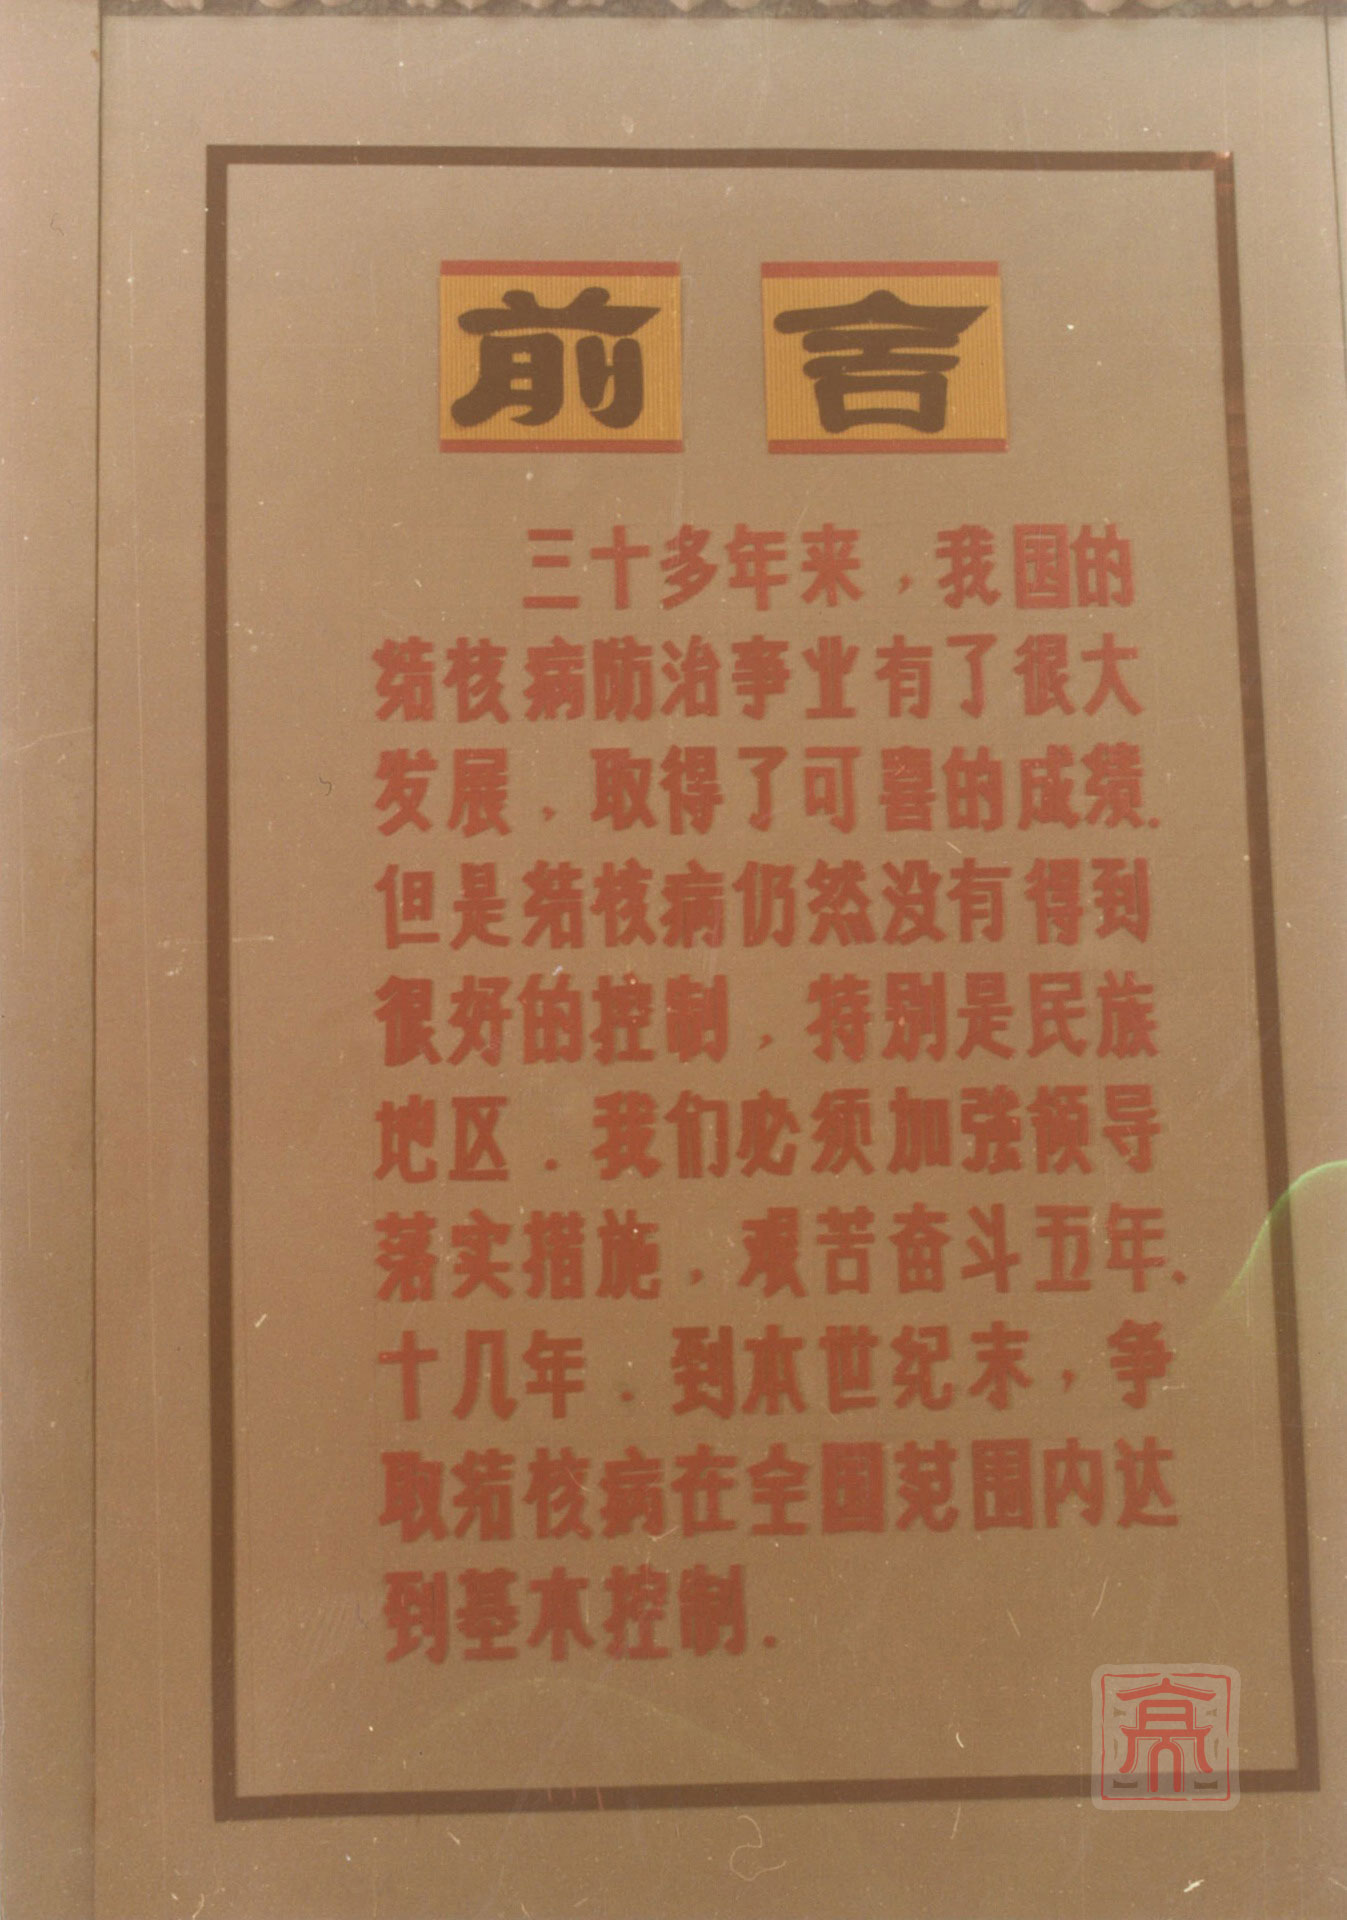 前言
三十多年来，我国的
结核病防治事业有了很大
发展，取得了可喜的成绩.
但是结核病仍然没有得到
很好的控制，特别是民族
地区.我们必须加強领导
落实措施，艰苦奋斗五年.
十几年.到本世纪末，争
取结核病在全国范围内达
到基本控制.